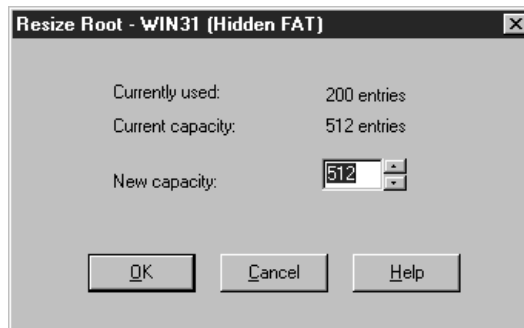 Resize Root - WIN31 (Hidden FAT)
Currently used: 200 entries
Current capacity: 512 entries
New capacity: 512
OK Cancel Help